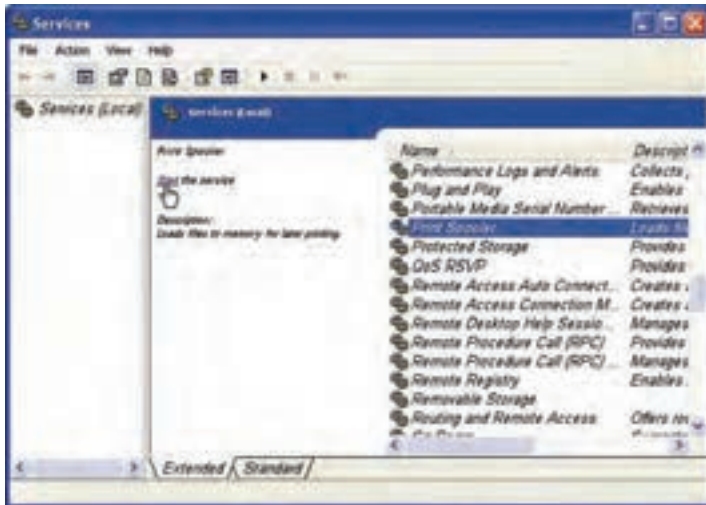 Services
File Action View Help
Services (Local)
Services (Local)
Print Spooler
Start the service
Description:
Loads files to memory for later printing.
Name Descript
Performance Logs and Alerts Collects
Plug and Play Enables
Portable Media Serial Number ... Retrieves
Print Spooler Loads file
Protected Storage Provides
QoS RSVP Provides
Remote Access Auto Connect... Creates
Remote Access Connection M... Creates
Remote Desktop Help Sessio... Manages
Remote Procedure Call (RPC) Provides
Remote Procedure Call (RPC) ... Manages
Remote Registry Enables
Removable Storage
Routing and Remote Access Offers rou
Extended Standard